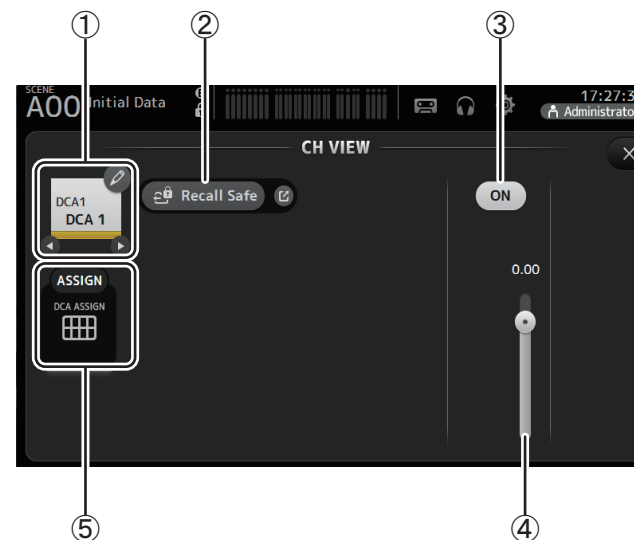 ① ② ③
SCENE
A00 Initial Data
17:27:3
Administrato
CH VIEW
DCA1
DCA 1
Recall Safe
ON
ASSIGN
DCA ASSIGN
0.00
⑤ ④